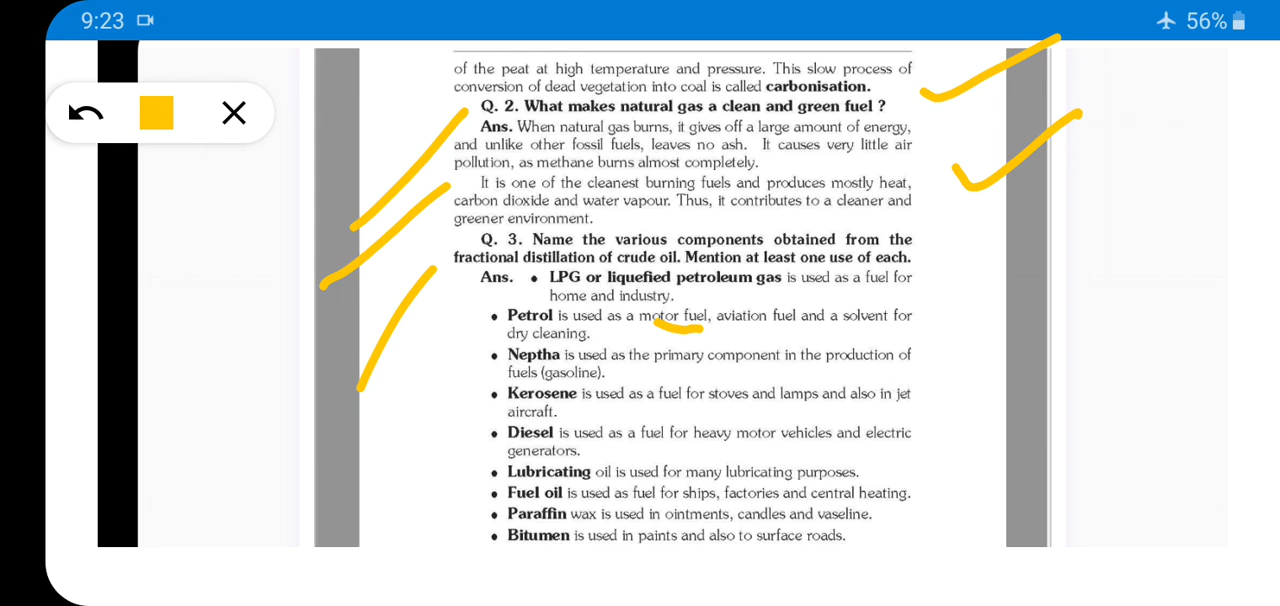 9:23
56%
of the peat at high temperature and pressure. This slow process of
conversion of dead vegetation into coal is called carbonisation.
Q. 2. What makes natural gas a clean and green fuel ?
Ans. When natural gas burns, it gives off a large amount of energy,
and unlike other fossil fuels, leaves no ash. It causes very little air
pollution, as methane burns almost completely.
It is one of the cleanest burning fuels and produces mostly heat,
carbon dioxide and water vapour. Thus, it contributes to a cleaner and
greener environment.
Q. 3. Name the various components obtained from the
fractional distillation of crude oil. Mention at least one use of each.
Ans. • LPG or liquefied petroleum gas is used as a fuel for
home and industry.
• Petrol is used as a motor fuel, aviation fuel and a solvent for
dry cleaning.
• Neptha is used as the primary component in the production of
fuels (gasoline).
• Kerosene is used as a fuel for stoves and lamps and also in jet
aircraft.
• Diesel is used as a fuel for heavy motor vehicles and electric
generators.
• Lubricating oil is used for many lubricating purposes.
• Fuel oil is used as fuel for ships, factories and central heating.
• Paraffin wax is used in ointments, candles and vaseline.
• Bitumen is used in paints and also to surface roads.